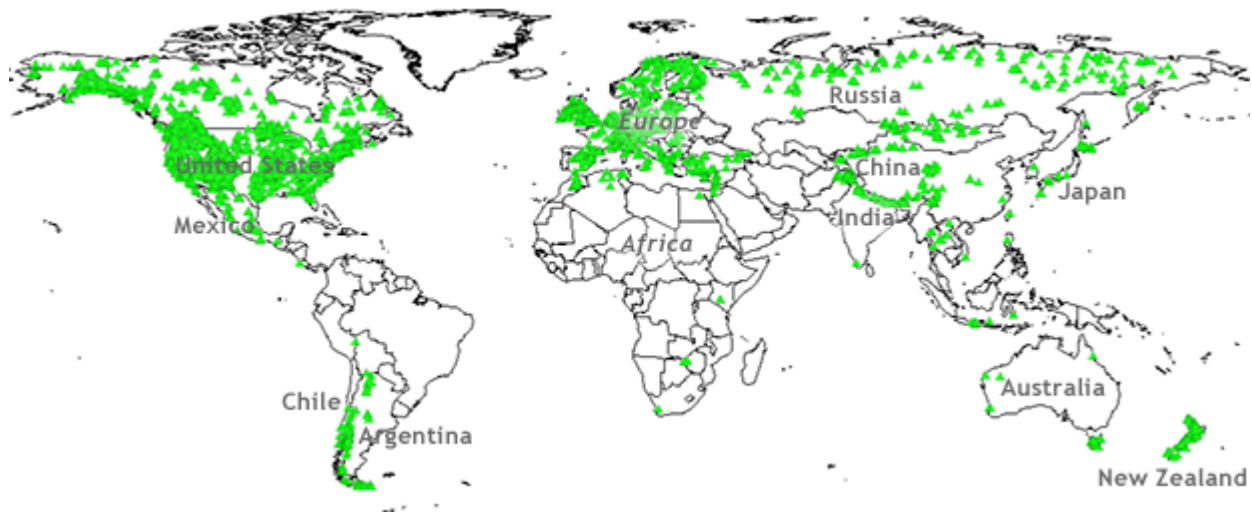 Russia
Europe
United States
China
Japan
Mexico
India
Africa
Chile
Australia
Argentina
New Zealand